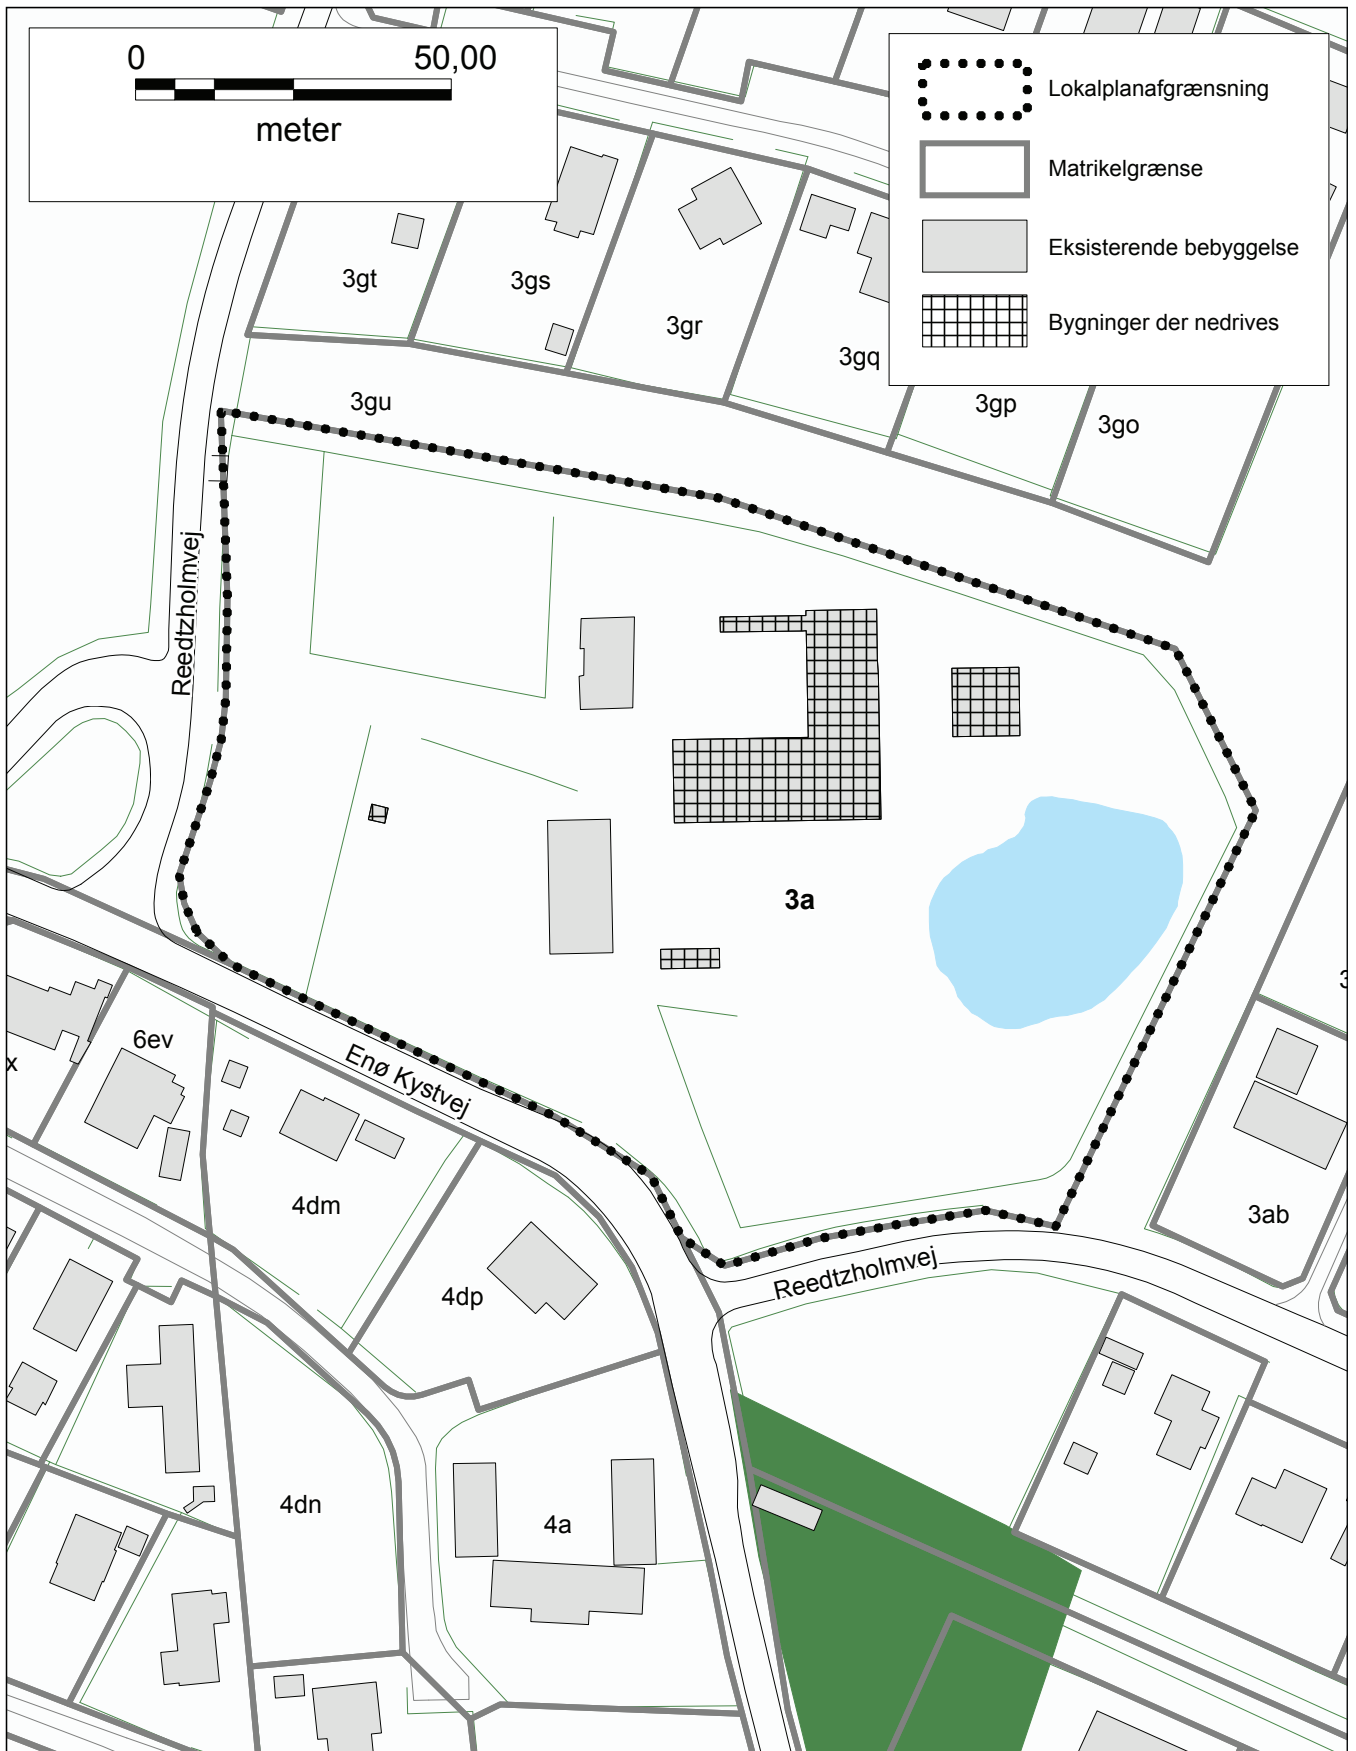 0 50,00
meter
Lokalplanafgrænsning
Matrikelgrænse
Eksisterende bebyggelse
Bygninger der nedrives
3gt
3gs
3gr
3gq
3gp
3go
3gu
Reedtzholmvej
3a
6ev
x
Enø Kystvej
4dm
4dp
Reedtzholmvej
3ab
4dn
4a